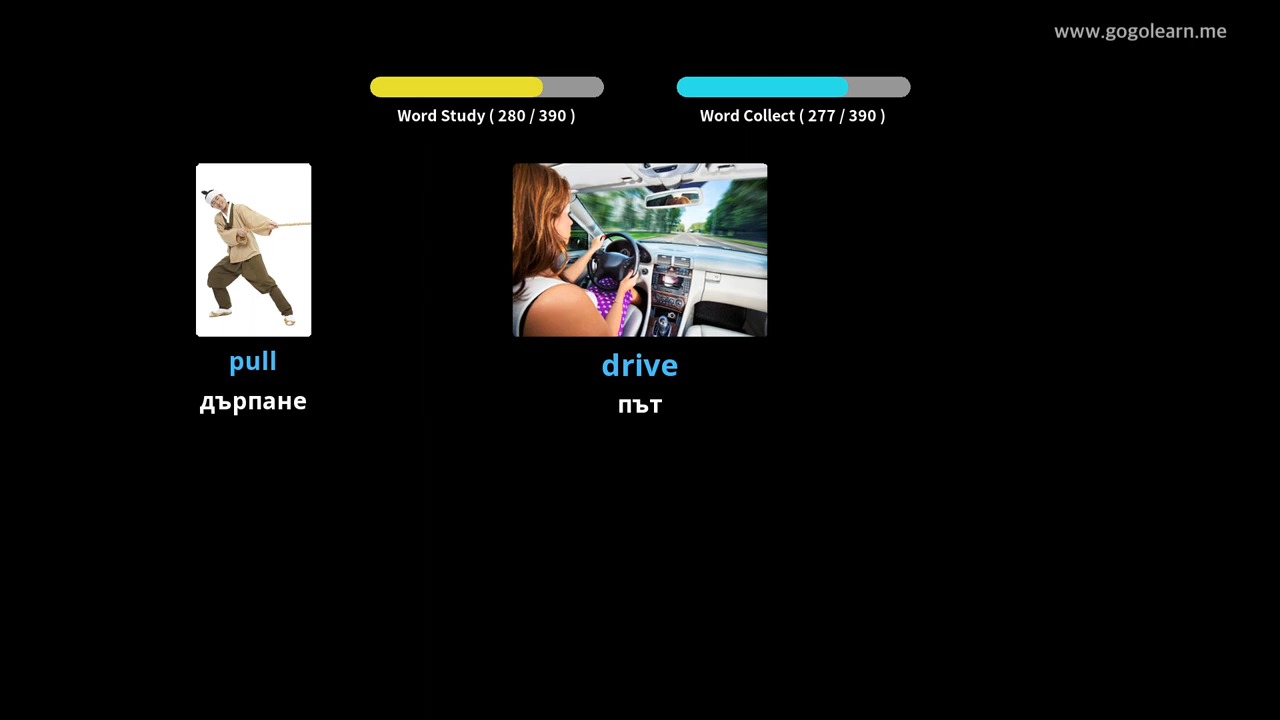 www.gogolearn.me
Word Study ( 280 / 390 )
Word Collect ( 277 / 390 )
pull
дърпане
drive
път